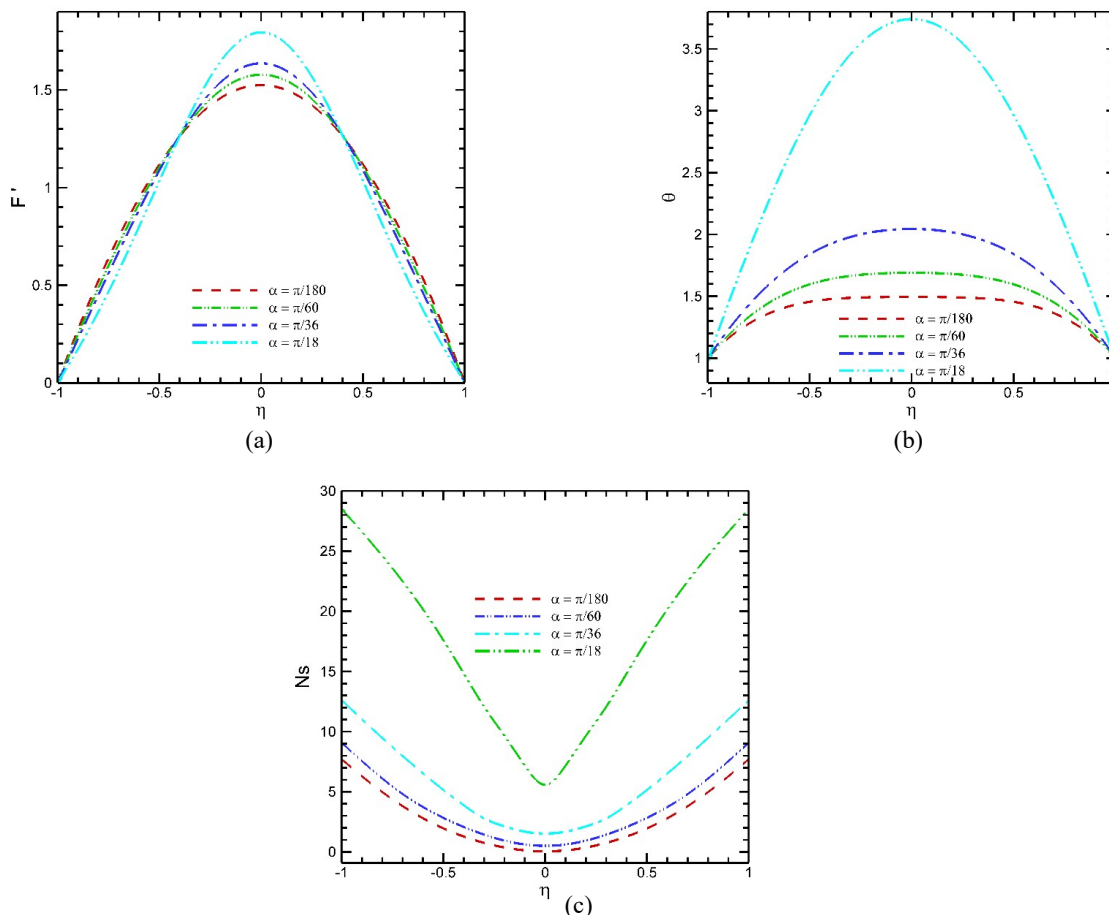 F'
1.5
1
0.5
0
α = π/180
α = π/60
α = π/36
α = π/18
-1 -0.5 0 0.5 1
η
(a)
θ
3.5
3
2.5
2
1.5
1
α = π/180
α = π/60
α = π/36
α = π/18
-1 -0.5 0 0.5
η
(b)
Ns
30
25
20
15
10
5
0
α = π/180
α = π/60
α = π/36
α = π/18
-1 -0.5 0 0.5 1
η
(c)